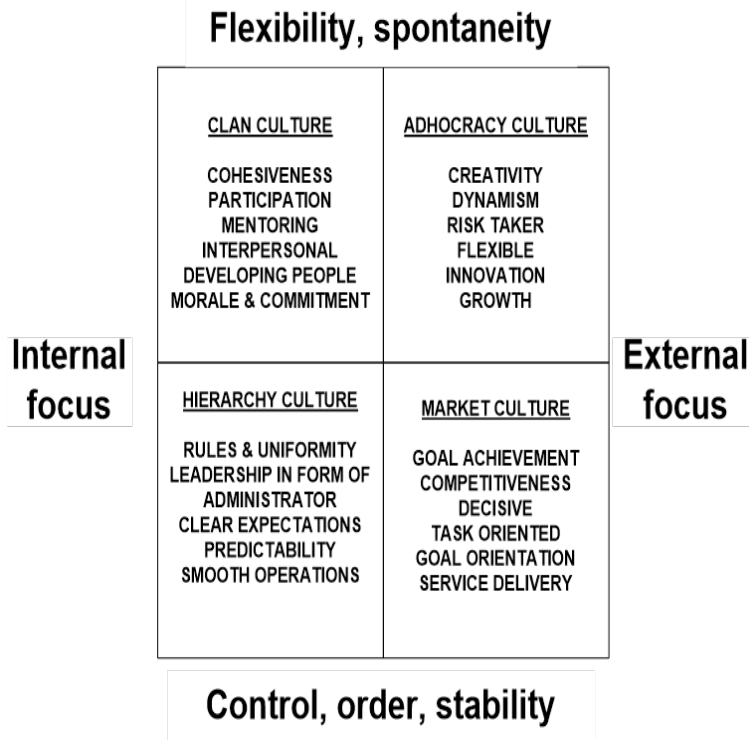 Flexibility, spontaneity
CLAN CULTURE
COHESIVENESS
PARTICIPATION
MENTORING
INTERPERSONAL
DEVELOPING PEOPLE
MORALE & COMMITMENT
ADHOCRACY CULTURE
CREATIVITY
DYNAMISM
RISK TAKER
FLEXIBLE
INNOVATION
GROWTH
Internal
focus
External
focus
HIERARCHY CULTURE
RULES & UNIFORMITY
LEADERSHIP IN FORM OF
ADMINISTRATOR
CLEAR EXPECTATIONS
PREDICTABILITY
SMOOTH OPERATIONS
MARKET CULTURE
GOAL ACHIEVEMENT
COMPETITIVENESS
DECISIVE
TASK ORIENTED
GOAL ORIENTATION
SERVICE DELIVERY
Control, order, stability